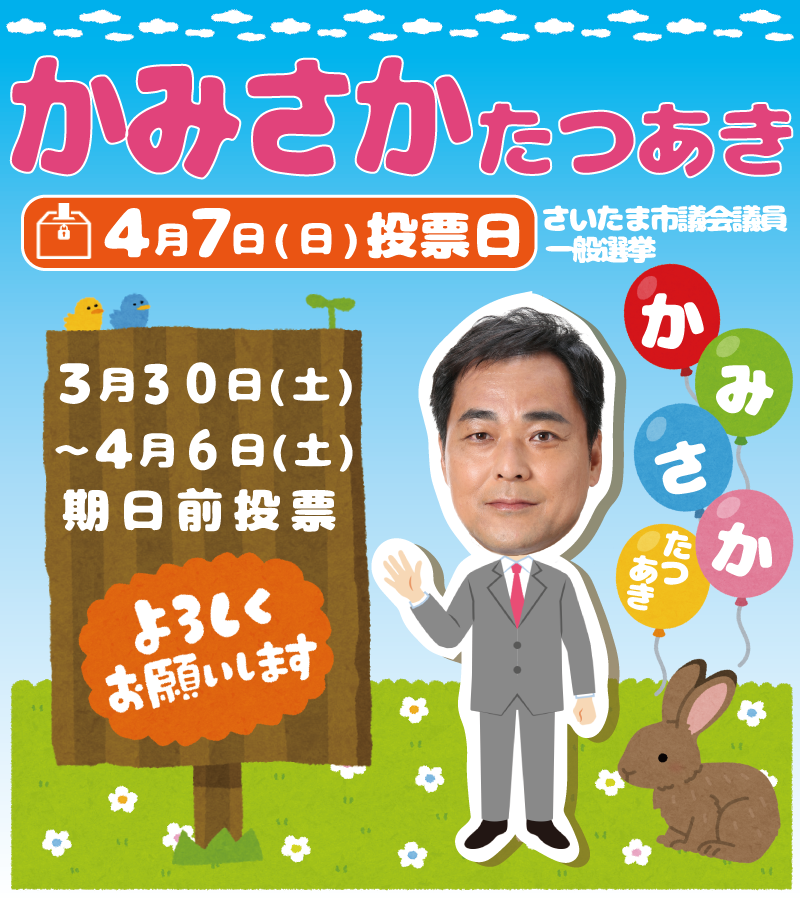 かみさかたつあき
4月7日(日)投票日
さいたま市議会議員
一般選挙
3月30日(土)
～4月6日(土)
期日前投票
よろしく
お願いします
か
み
さ
か
たつ
あき